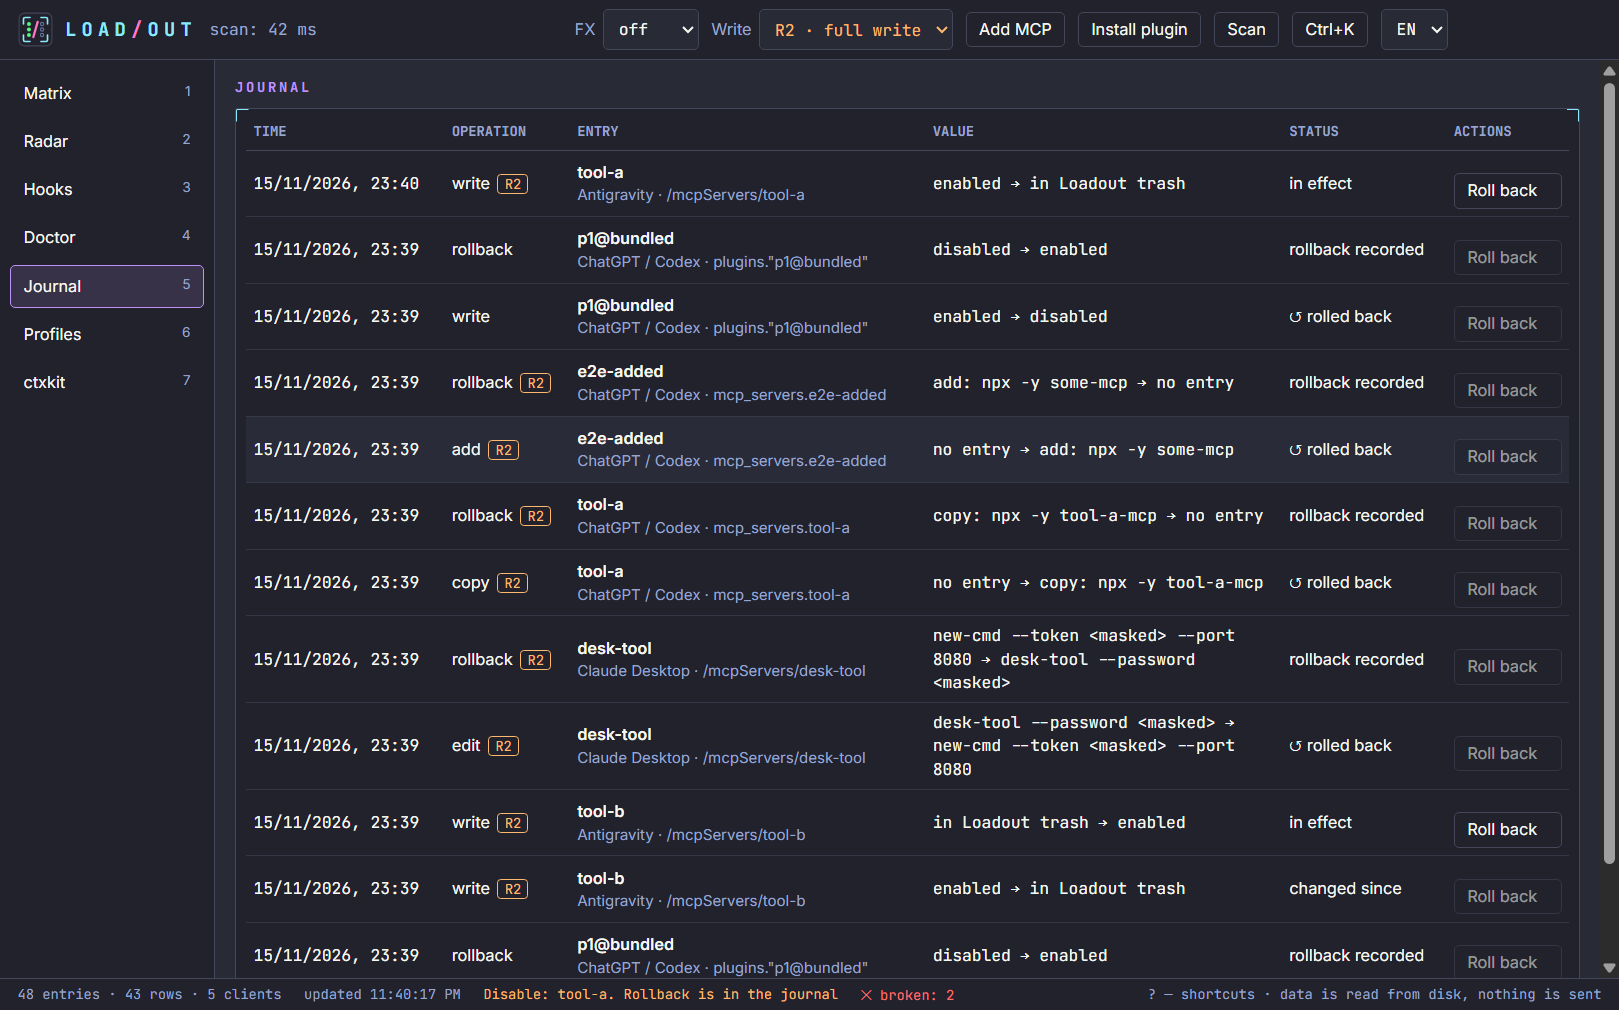 LOAD/OUT scan: 42 ms FX off Write R2 · full write Add MCP Install plugin Scan Ctrl+K EN
Matrix 1
Radar 2
Hooks 3
Doctor 4
Journal 5
Profiles 6
ctxkit 7
JOURNAL
TIME OPERATION ENTRY VALUE STATUS ACTIONS
15/11/2026, 23:40 write R2 tool-a enabled → in Loadout trash in effect Roll back
Antigravity · /mcpServers/tool-a
15/11/2026, 23:39 rollback p1@bundled disabled → enabled rollback recorded Roll back
ChatGPT / Codex · plugins."p1@bundled"
15/11/2026, 23:39 write p1@bundled enabled → disabled ↺ rolled back Roll back
ChatGPT / Codex · plugins."p1@bundled"
15/11/2026, 23:39 rollback R2 e2e-added add: npx -y some-mcp → no entry rollback recorded Roll back
ChatGPT / Codex · mcp_servers.e2e-added
15/11/2026, 23:39 add R2 e2e-added no entry → add: npx -y some-mcp ↺ rolled back Roll back
ChatGPT / Codex · mcp_servers.e2e-added
15/11/2026, 23:39 rollback R2 tool-a copy: npx -y tool-a-mcp → no entry rollback recorded Roll back
ChatGPT / Codex · mcp_servers.tool-a
15/11/2026, 23:39 copy R2 tool-a no entry → copy: npx -y tool-a-mcp ↺ rolled back Roll back
ChatGPT / Codex · mcp_servers.tool-a
15/11/2026, 23:39 rollback R2 desk-tool new-cmd --token <masked> --port
8080 → desk-tool --password
<masked> rollback recorded Roll back
Claude Desktop · /mcpServers/desk-tool
15/11/2026, 23:39 edit R2 desk-tool desk-tool --password <masked> →
new-cmd --token <masked> --port
8080 ↺ rolled back Roll back
Claude Desktop · /mcpServers/desk-tool
15/11/2026, 23:39 write R2 tool-b in Loadout trash → enabled in effect Roll back
Antigravity · /mcpServers/tool-b
15/11/2026, 23:39 write R2 tool-b enabled → in Loadout trash changed since Roll back
Antigravity · /mcpServers/tool-b
15/11/2026, 23:39 rollback p1@bundled disabled → enabled rollback recorded Roll back
ChatGPT / Codex · plugins."p1@bundled"
48 entries · 43 rows · 5 clients updated 11:40:17 PM Disable: tool-a. Rollback is in the journal ✕ broken: 2 ? — shortcuts · data is read from disk, nothing is sent